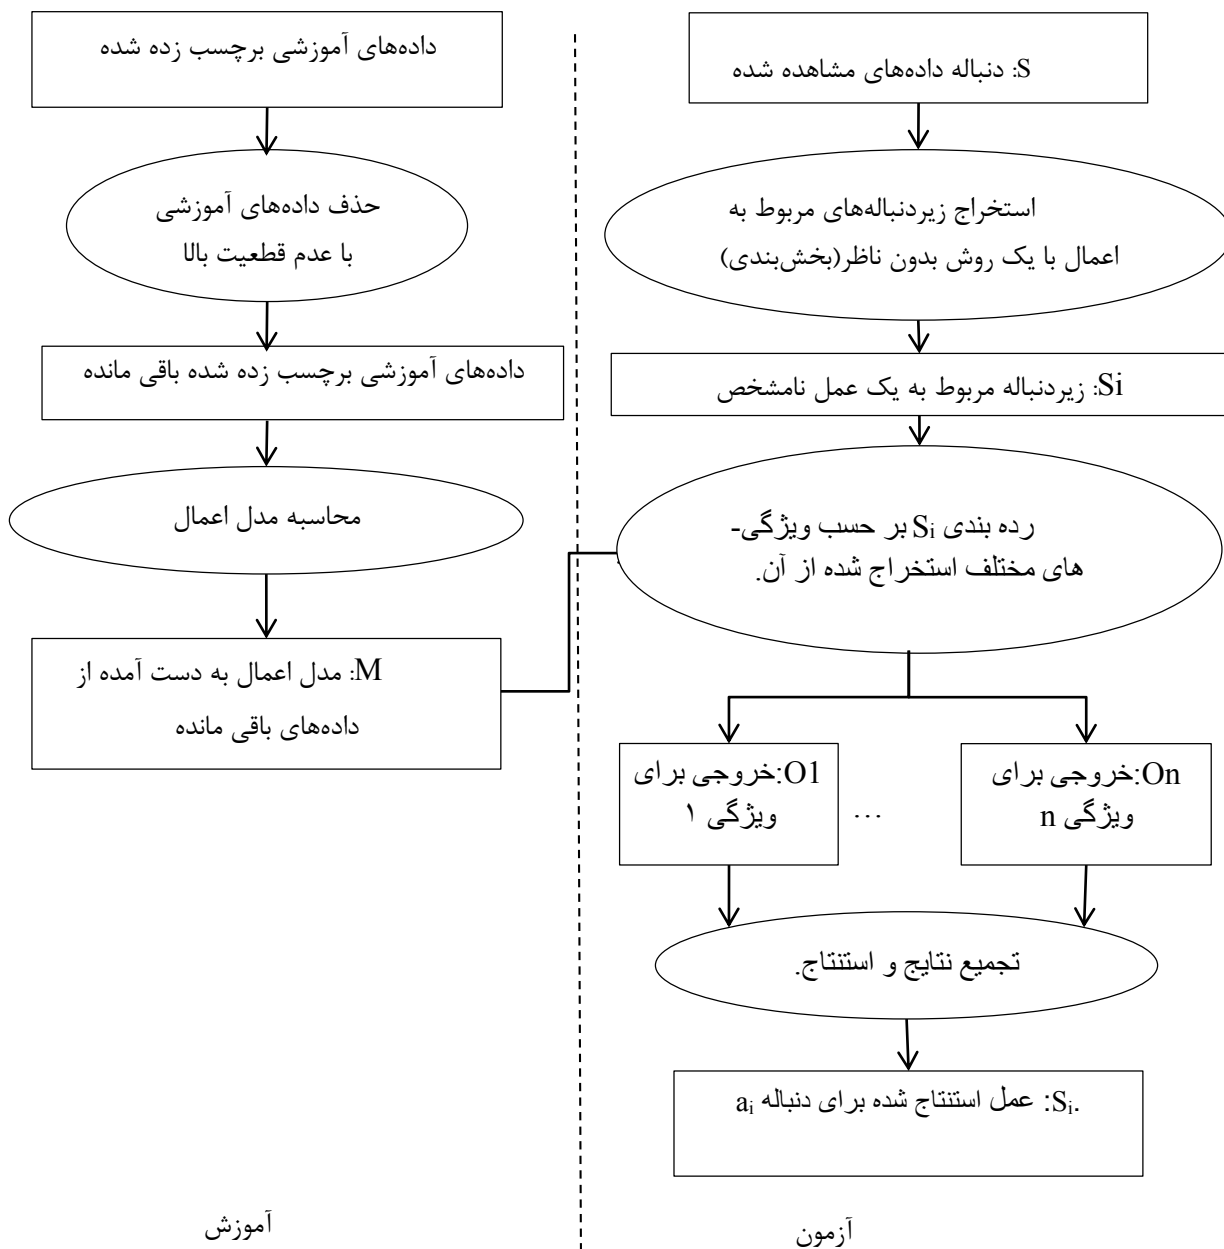 داده‌های آموزشی برچسب زده شده
حذف داده‌های آموزشی
با عدم قطعیت بالا
داده‌های آموزشی برچسب زده شده باقی مانده
محاسبه مدل اعمال
M: مدل اعمال به دست آمده از
داده‌های باقی مانده
آموزش
S: دنباله داده‌های مشاهده شده
استخراج زیردنباله‌های مربوط به
اعمال با یک روش بدون ناظر(بخش‌بندی)
Si: زیردنباله مربوط به یک عمل نامشخص
رده بندی Si بر حسب ویژگی-
های مختلف استخراج شده از آن.
O1:خروجی برای
ویژگی ۱
...
On:خروجی برای
ویژگی n
تجمیع نتایج و استنتاج.
.Si: عمل استنتاج شده برای دنباله ai
آزمون